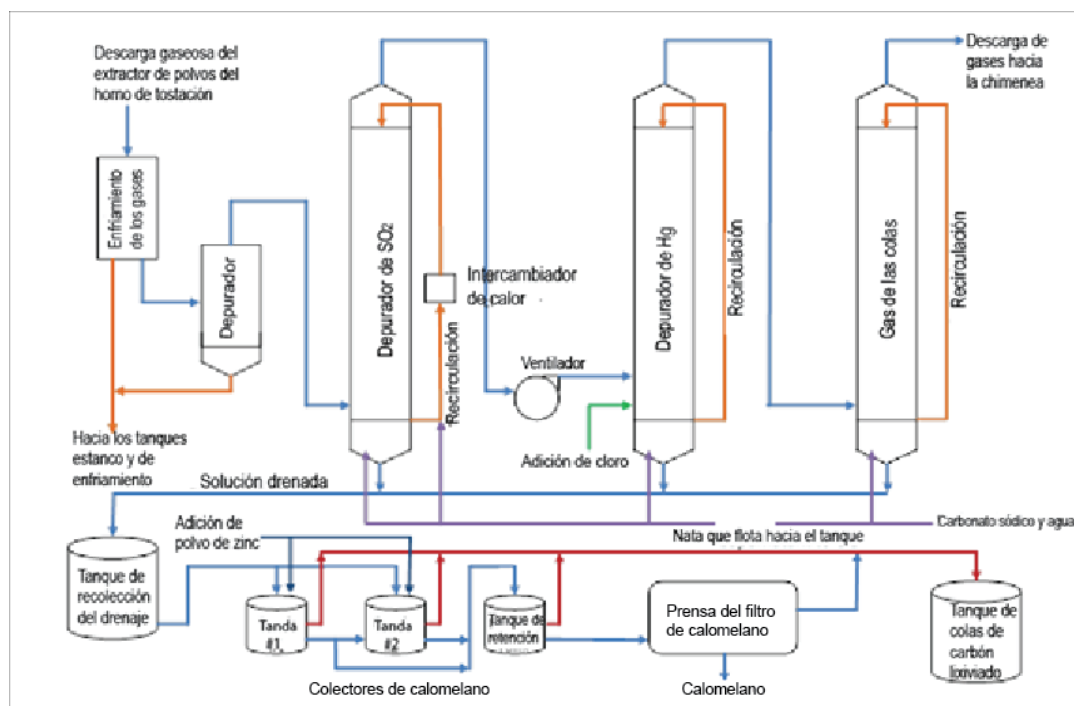 Descarga gaseosa del
extractor de polvos del
horno de tostación
Descarga de
gases hacia
la chimenea
Enfriamiento
de los gases
Depurador
Depurador de SO2
Intercambiador
de calor
Recirculación
Ventilador
Depurador de Hg
Recirculación
Gas de las colas
Recirculación
Adición de cloro
Hacia los tanques
estanco y de
enfriamiento
Solución drenada
Carbonato sódico y agua
Adición de
polvo de zinc
Nata que flota hacia el tanque
Tanque de
recolección
del drenaje
Tanda
#1
Tanda
#2
Tanque de
retención
Prensa del filtro
de calomelano
Tanque de
colas de
carbón
lixiviado
Colectores de calomelano
Calomelano